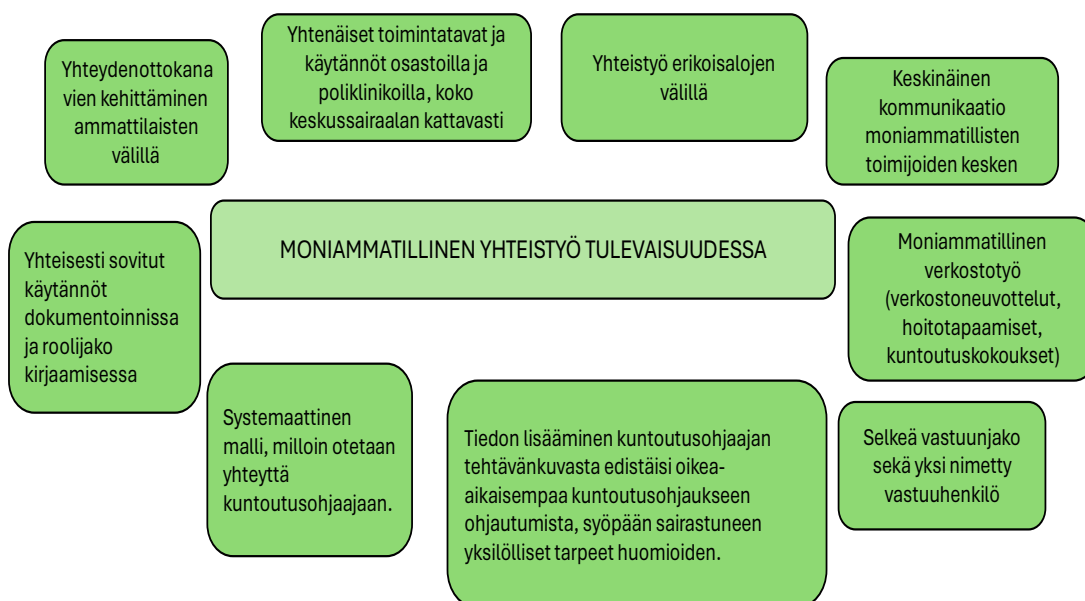 Yhteydenottokana
vien kehittäminen
ammattilaisten
välillä
Yhtenäiset toimintatavat ja
käytännöt osastoilla ja
poliklinikoilla, koko
keskussairaalan kattavasti
Yhteistyö erikoisalojen
välillä
Keskinäinen
kommunikaatio
moniammatillisten
toimijoiden kesken
MONIAMMATILLINEN YHTEISTYÖ TULEVAISUUDESSA
Yhteisesti sovitut
käytännöt
dokumentoinnissa
ja roolijako
kirjaamisessa
Moniammatillinen
verkostotyö
(verkostoneuvottelut,
hoitotapaamiset,
kuntoutuskokoukset)
Systemaattinen
malli, milloin otetaan
yhteyttä
kuntoutusohjaajaan.
Tiedon lisääminen kuntoutusohjaajan
tehtävänkuvasta edistäisi oikea-
aikaisempaa kuntoutusohjaukseen
ohjautumista, syöpään sairastuneen
yksilölliset tarpeet huomioiden.
Selkeä vastuunjako
sekä yksi nimetty
vastuuhenkilö